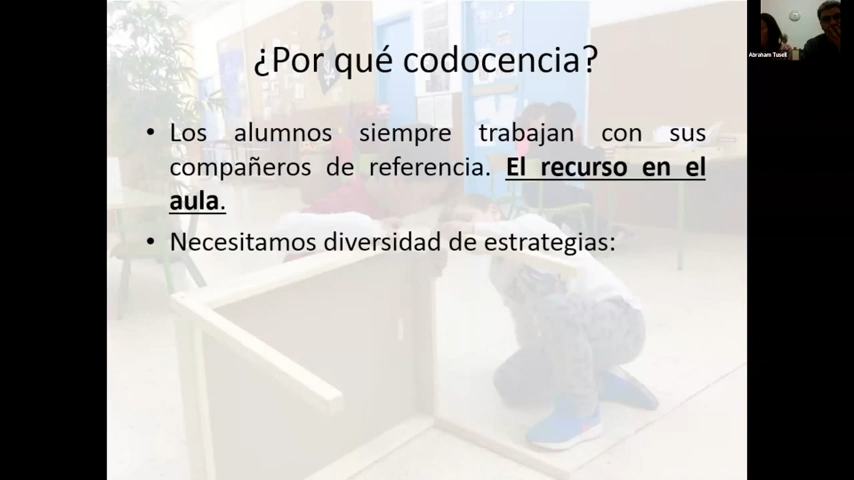 ¿Por qué codocencia?
• Los alumnos siempre trabajan con sus
compañeros de referencia. El recurso en el
aula.
• Necesitamos diversidad de estrategias:
Abraham Tusell